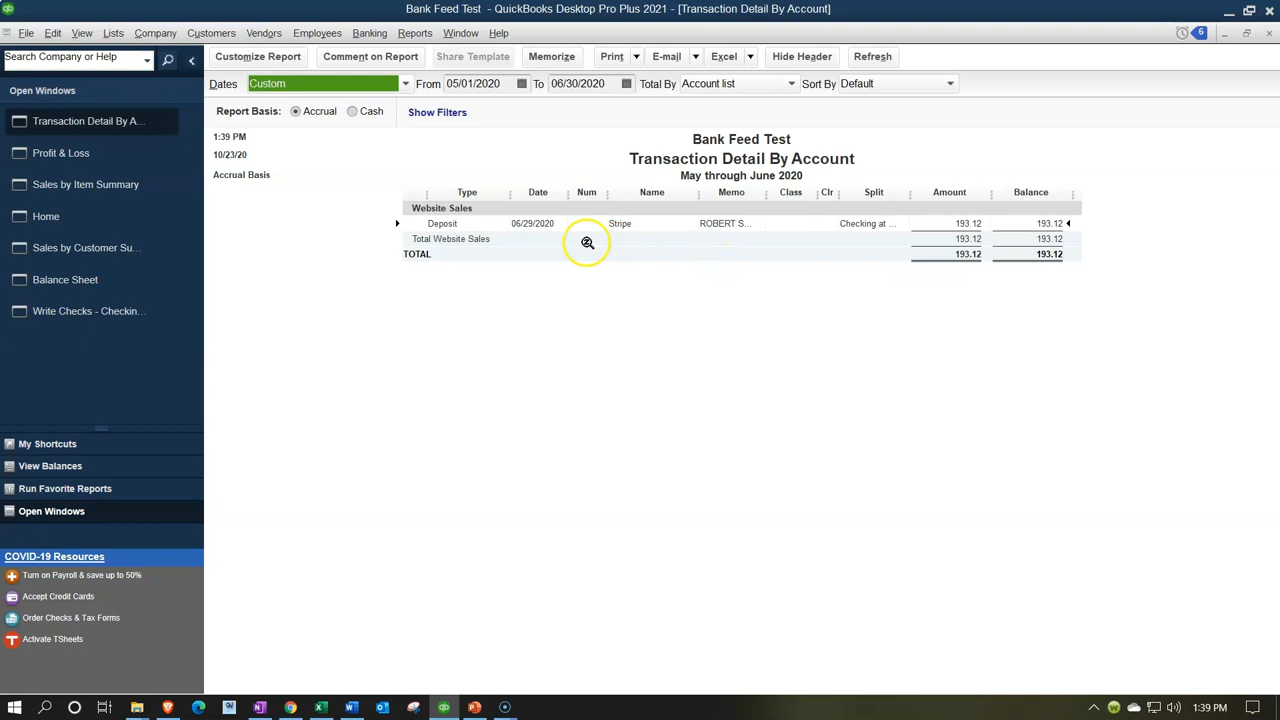 Bank Feed Test - QuickBooks Desktop Pro Plus 2021 - [Transaction Detail By Account]
File Edit View Lists Company Customers Vendors Employees Banking Reports Window Help
6
Search Company or Help
Customize Report Comment on Report Share Template Memorize Print E-mail Excel Hide Header Refresh
Dates Custom From 05/01/2020 To 06/30/2020 Total By Account list Sort By Default
Report Basis: Accrual Cash Show Filters
Open Windows
Transaction Detail By A...
Profit & Loss
Sales by Item Summary
Home
Sales by Customer Su...
Balance Sheet
Write Checks - Checkin...
My Shortcuts
View Balances
Run Favorite Reports
Open Windows
COVID-19 Resources
Turn on Payroll & save up to 50%
Accept Credit Cards
Order Checks & Tax Forms
Activate TSheets
1:39 PM
10/23/20
Accrual Basis
Bank Feed Test
Transaction Detail By Account
May through June 2020
Type Date Num Name Memo Class Clr Split Amount Balance
Website Sales
Deposit 06/29/2020 Stripe ROBERT S... Checking at ... 193.12 193.12
Total Website Sales 193.12 193.12
TOTAL 193.12 193.12
1:39 PM